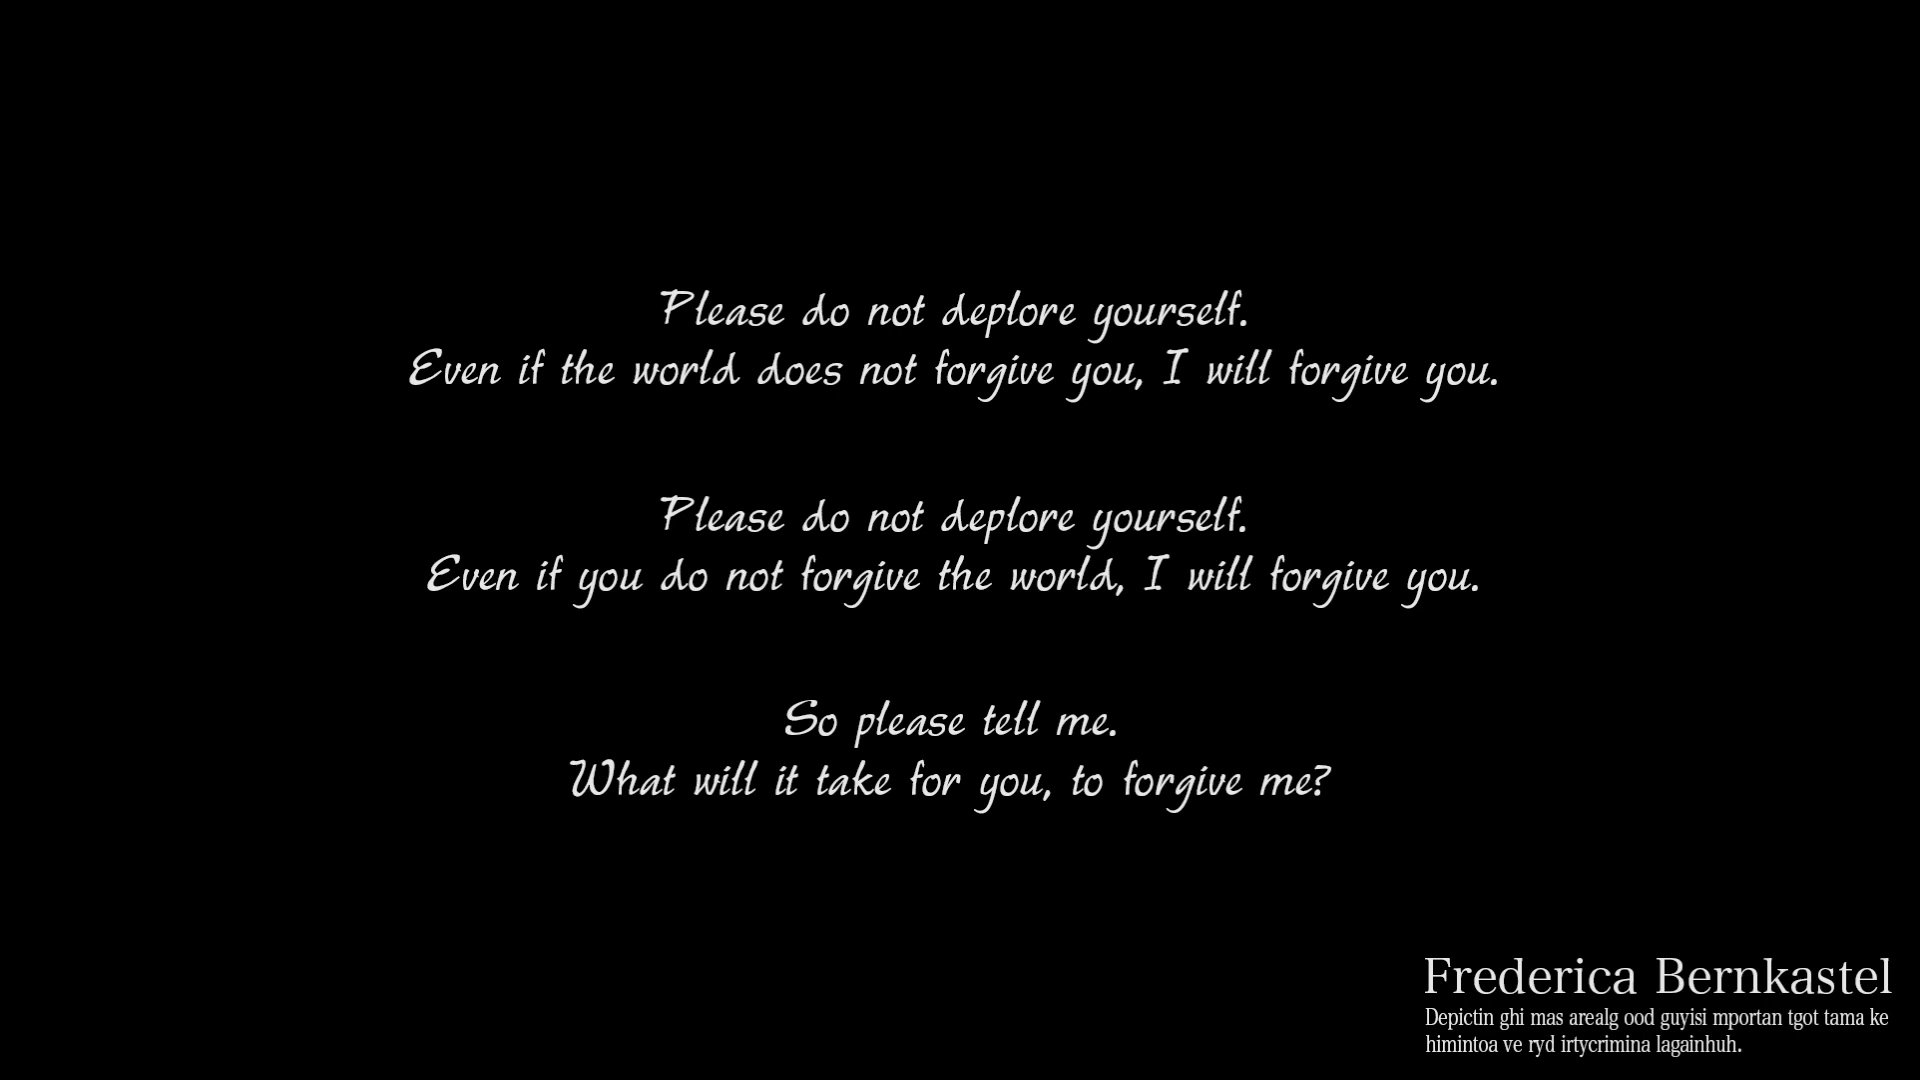 Please do not deplore yourself.
Even if the world does not forgive you, I will forgive you.
Please do not deplore yourself.
Even if you do not forgive the world, I will forgive you.
So please tell me.
What will it take for you, to forgive me?
Frederica Bernkastel
Depictin ghi mas arealg ood guyisi mportan tgot tama ke
himintoa ve ryd irtycrimina lagainhuh.